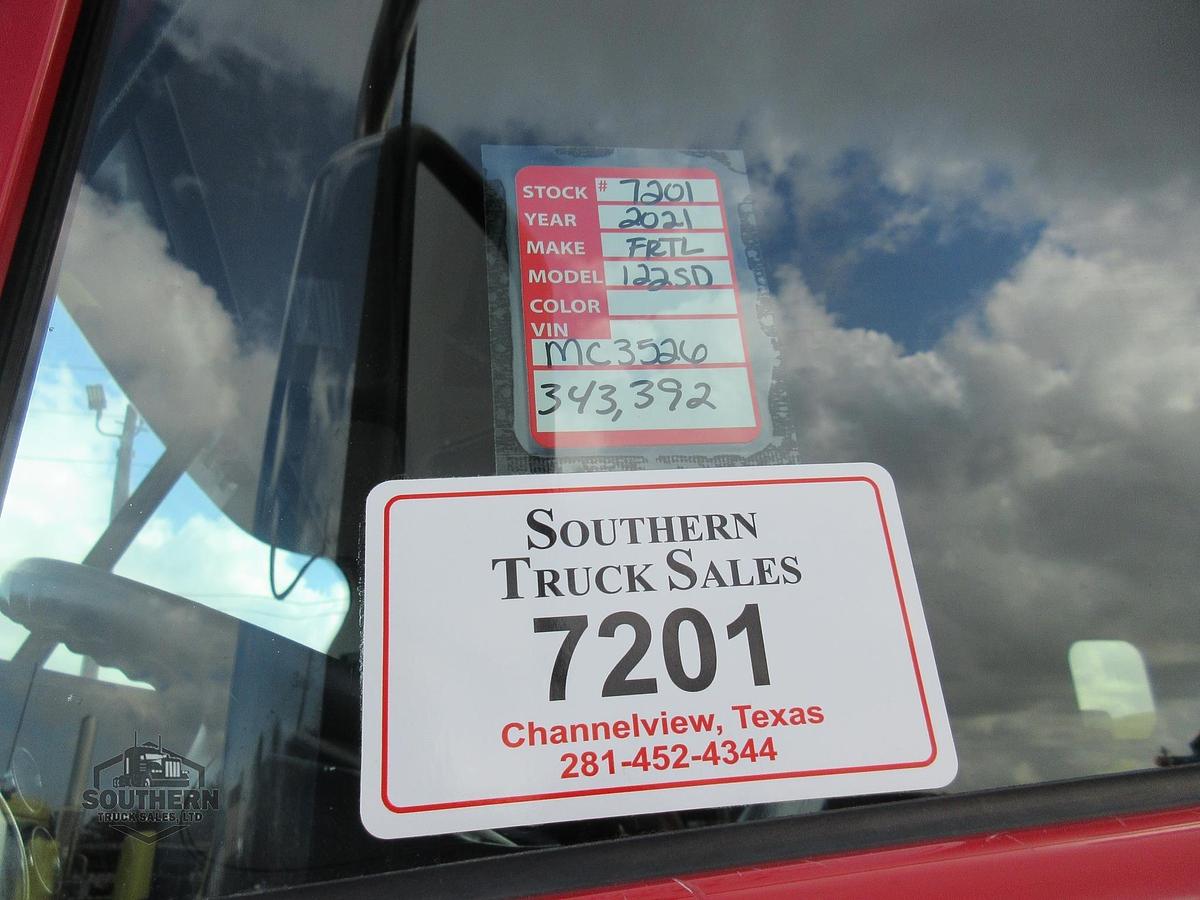 STOCK # 7201
YEAR 2021
MAKE FRTL
MODEL 122SD
COLOR
VIN
MC3526
343,392
SOUTHERN
TRUCK SALES
7201
Channelview, Texas
281-452-4344
SOUTHERN
TRUCK SALES, LTD